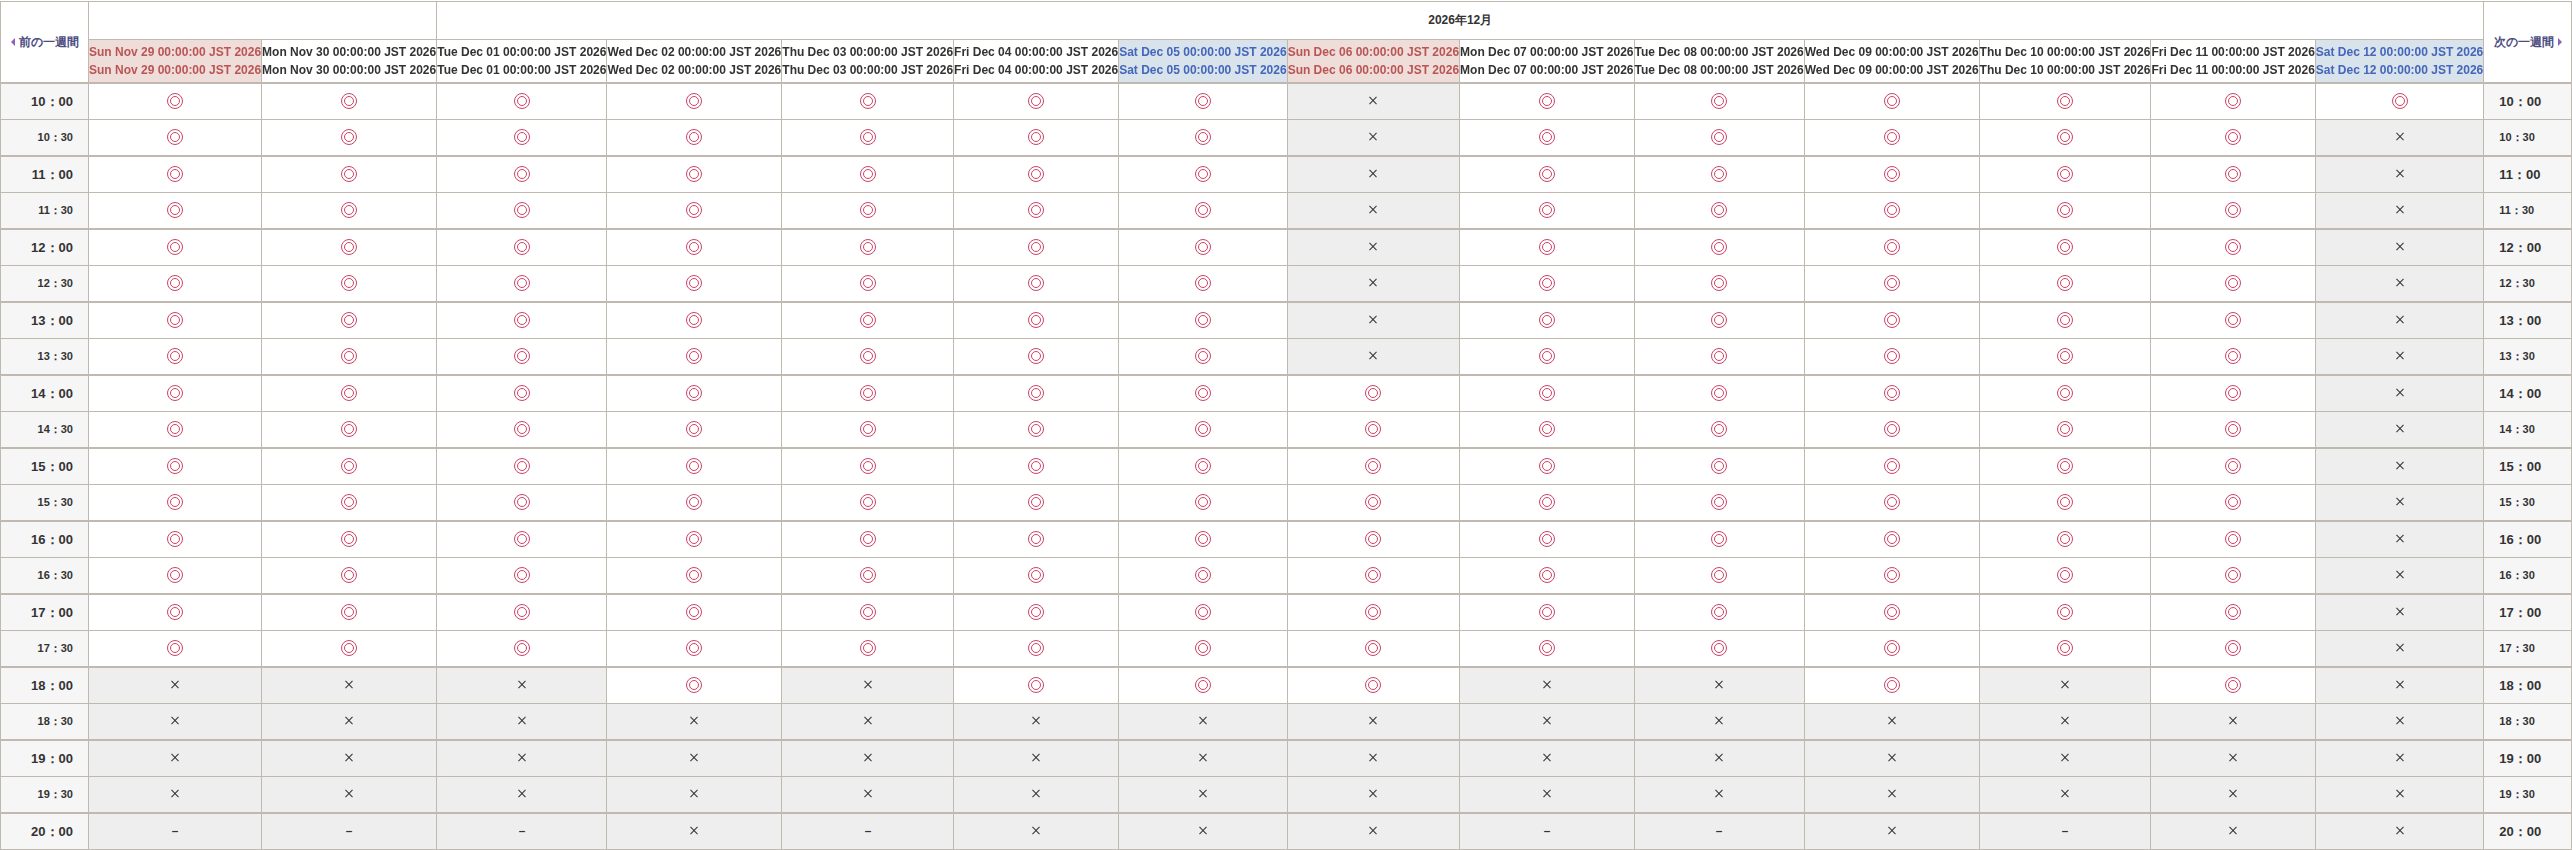 2026年12月
前の一週間
次の一週間
Sun Nov 29 00:00:00 JST 2026 Mon Nov 30 00:00:00 JST 2026 Tue Dec 01 00:00:00 JST 2026 Wed Dec 02 00:00:00 JST 2026 Thu Dec 03 00:00:00 JST 2026 Fri Dec 04 00:00:00 JST 2026 Sat Dec 05 00:00:00 JST 2026 Sun Dec 06 00:00:00 JST 2026 Mon Dec 07 00:00:00 JST 2026 Tue Dec 08 00:00:00 JST 2026 Wed Dec 09 00:00:00 JST 2026 Thu Dec 10 00:00:00 JST 2026 Fri Dec 11 00:00:00 JST 2026 Sat Dec 12 00:00:00 JST 2026
Sun Nov 29 00:00:00 JST 2026 Mon Nov 30 00:00:00 JST 2026 Tue Dec 01 00:00:00 JST 2026 Wed Dec 02 00:00:00 JST 2026 Thu Dec 03 00:00:00 JST 2026 Fri Dec 04 00:00:00 JST 2026 Sat Dec 05 00:00:00 JST 2026 Sun Dec 06 00:00:00 JST 2026 Mon Dec 07 00:00:00 JST 2026 Tue Dec 08 00:00:00 JST 2026 Wed Dec 09 00:00:00 JST 2026 Thu Dec 10 00:00:00 JST 2026 Fri Dec 11 00:00:00 JST 2026 Sat Dec 12 00:00:00 JST 2026
10：00 ◎ ◎ ◎ ◎ ◎ ◎ ◎ × ◎ ◎ ◎ ◎ ◎ ◎ 10：00
10：30 ◎ ◎ ◎ ◎ ◎ ◎ ◎ × ◎ ◎ ◎ ◎ ◎ × 10：30
11：00 ◎ ◎ ◎ ◎ ◎ ◎ ◎ × ◎ ◎ ◎ ◎ ◎ × 11：00
11：30 ◎ ◎ ◎ ◎ ◎ ◎ ◎ × ◎ ◎ ◎ ◎ ◎ × 11：30
12：00 ◎ ◎ ◎ ◎ ◎ ◎ ◎ × ◎ ◎ ◎ ◎ ◎ × 12：00
12：30 ◎ ◎ ◎ ◎ ◎ ◎ ◎ × ◎ ◎ ◎ ◎ ◎ × 12：30
13：00 ◎ ◎ ◎ ◎ ◎ ◎ ◎ × ◎ ◎ ◎ ◎ ◎ × 13：00
13：30 ◎ ◎ ◎ ◎ ◎ ◎ ◎ × ◎ ◎ ◎ ◎ ◎ × 13：30
14：00 ◎ ◎ ◎ ◎ ◎ ◎ ◎ ◎ ◎ ◎ ◎ ◎ ◎ × 14：00
14：30 ◎ ◎ ◎ ◎ ◎ ◎ ◎ ◎ ◎ ◎ ◎ ◎ ◎ × 14：30
15：00 ◎ ◎ ◎ ◎ ◎ ◎ ◎ ◎ ◎ ◎ ◎ ◎ ◎ × 15：00
15：30 ◎ ◎ ◎ ◎ ◎ ◎ ◎ ◎ ◎ ◎ ◎ ◎ ◎ × 15：30
16：00 ◎ ◎ ◎ ◎ ◎ ◎ ◎ ◎ ◎ ◎ ◎ ◎ ◎ × 16：00
16：30 ◎ ◎ ◎ ◎ ◎ ◎ ◎ ◎ ◎ ◎ ◎ ◎ ◎ × 16：30
17：00 ◎ ◎ ◎ ◎ ◎ ◎ ◎ ◎ ◎ ◎ ◎ ◎ ◎ × 17：00
17：30 ◎ ◎ ◎ ◎ ◎ ◎ ◎ ◎ ◎ ◎ ◎ ◎ ◎ × 17：30
18：00 × × × ◎ × ◎ ◎ ◎ × × ◎ × ◎ × 18：00
18：30 × × × × × × × × × × × × × × 18：30
19：00 × × × × × × × × × × × × × × 19：00
19：30 × × × × × × × × × × × × × × 19：30
20：00 － － － × － × × × － － × － × × 20：00